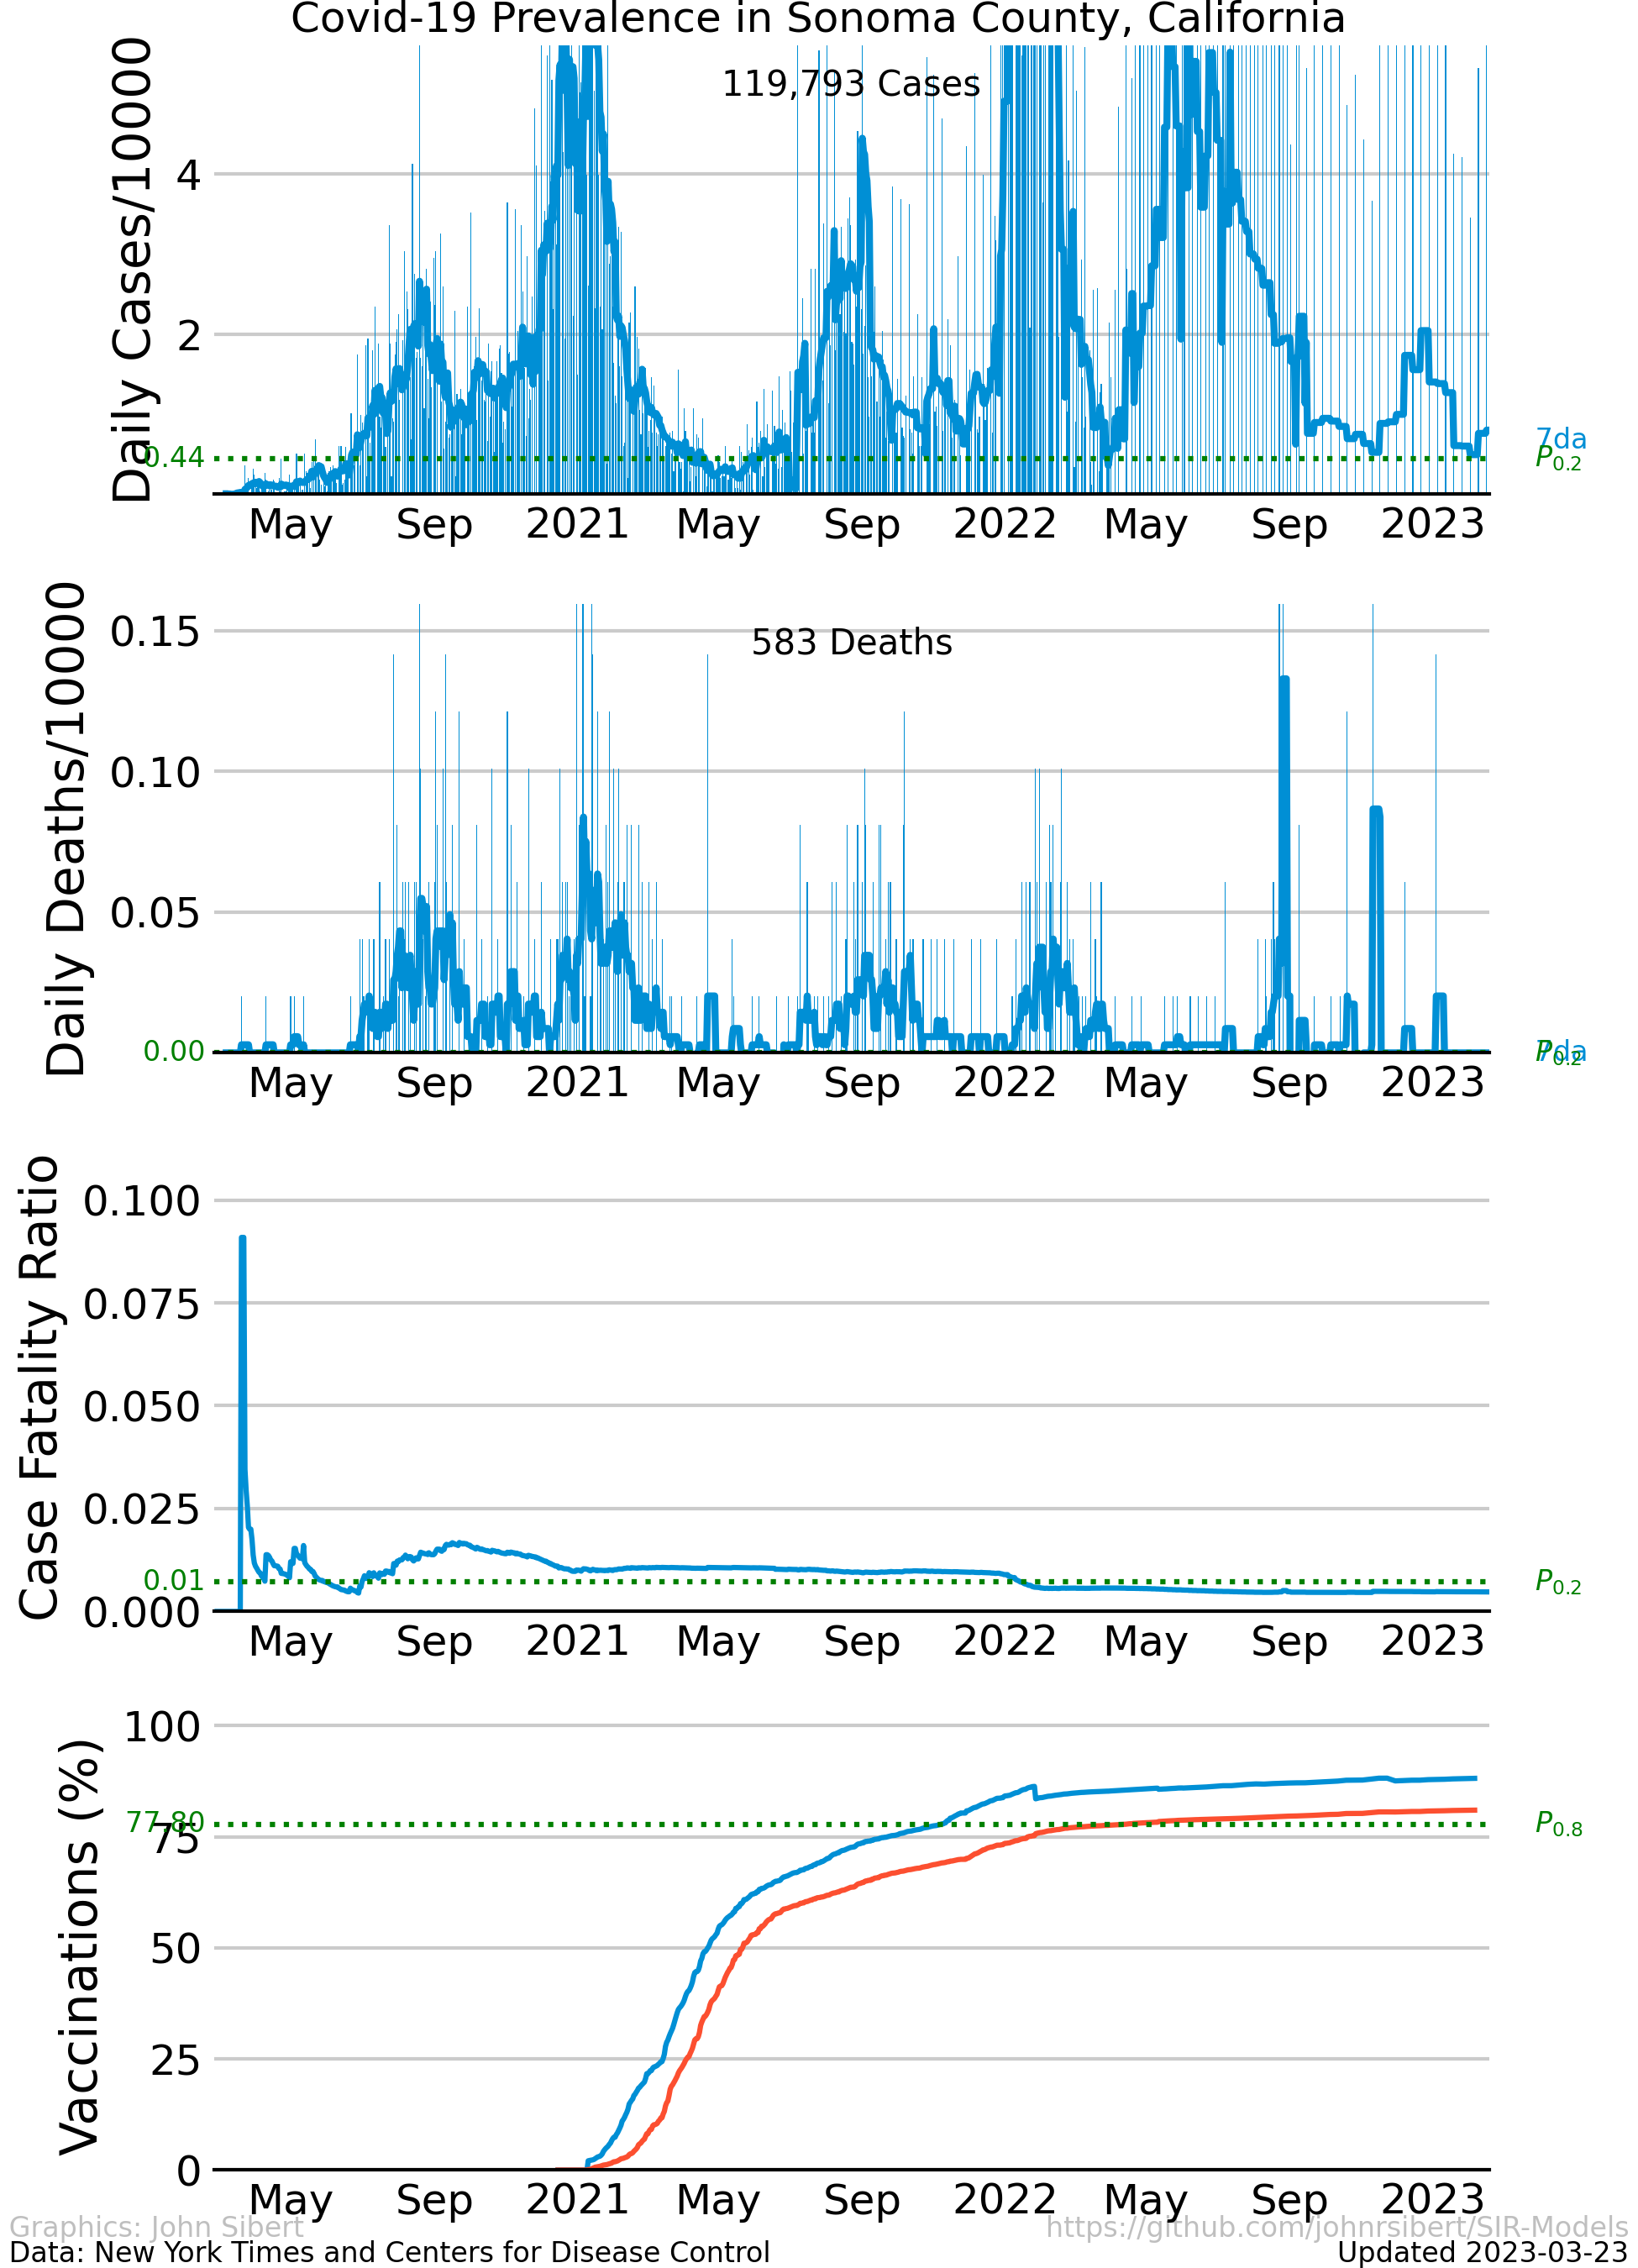 Covid-19 Prevalence in Sonoma County, California
Daily Cases/10000
119,793 Cases
4
2
0.44
7da
P0.2
May Sep 2021 May Sep 2022 May Sep 2023
Daily Deaths/10000
583 Deaths
0.15
0.10
0.05
0.00
7da
P0.2
May Sep 2021 May Sep 2022 May Sep 2023
Case Fatality Ratio
0.100
0.075
0.050
0.025
0.01
P0.2
0.000
May Sep 2021 May Sep 2022 May Sep 2023
Vaccinations (%)
100
77.80
P0.8
75
50
25
0
May Sep 2021 May Sep 2022 May Sep 2023
Graphics: John Sibert
https://github.com/johnrsibert/SIR-Models
Data: New York Times and Centers for Disease Control
Updated 2023-03-23